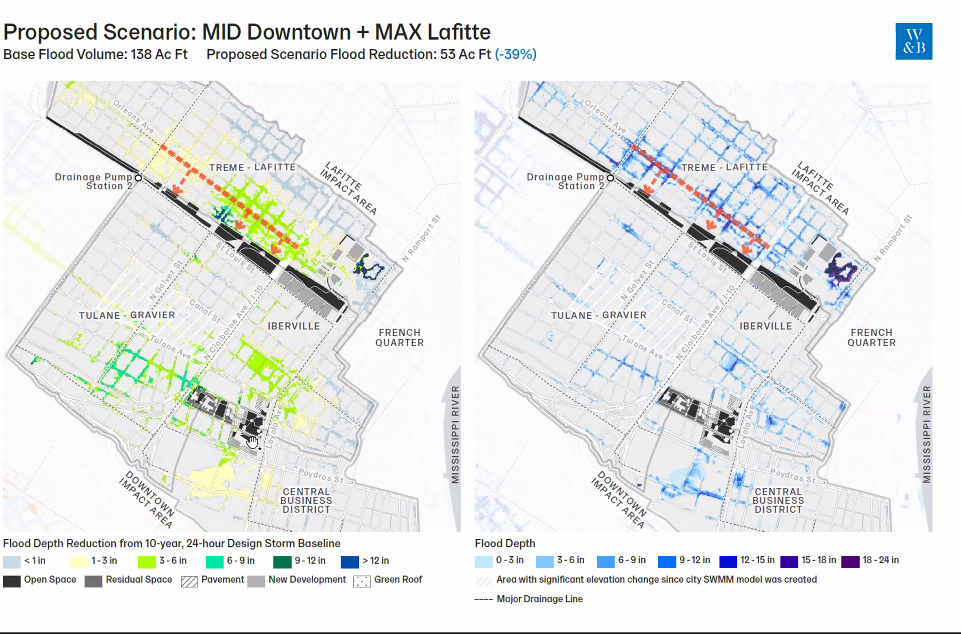 Proposed Scenario: MID Downtown + MAX Lafitte
Base Flood Volume: 138 Ac Ft Proposed Scenario Flood Reduction: 53 Ac Ft (-39%)
W
&B
Orleans Ave
TREME - LAFITTE
LAFITTE
IMPACT AREA
Drainage Pump
Station 2
N Rampart St
St Louis St
N Galvez St
I-10
Canal St
TULANE - GRAVIER
Tulane Ave
N Claiborne Ave
IBERVILLE
FRENCH
QUARTER
MISSISSIPPI RIVER
Loyola Ave
Poydras St
DOWNTOWN
IMPACT AREA
CENTRAL
BUSINESS
DISTRICT
Orleans Ave
TREME - LAFITTE
LAFITTE
IMPACT AREA
Drainage Pump
Station 2
N Rampart St
St Louis St
N Galvez St
I-10
Canal St
TULANE - GRAVIER
Tulane Ave
N Claiborne Ave
IBERVILLE
FRENCH
QUARTER
MISSISSIPPI RIVER
Loyola Ave
Poydras St
DOWNTOWN
IMPACT AREA
CENTRAL
BUSINESS
DISTRICT
Flood Depth Reduction from 10-year, 24-hour Design Storm Baseline
< 1 in 1 - 3 in 3 - 6 in 6 - 9 in 9 - 12 in > 12 in
Open Space Residual Space Pavement New Development Green Roof
Flood Depth
0 - 3 in 3 - 6 in 6 - 9 in 9 - 12 in 12 - 15 in 15 - 18 in 18 - 24 in
Area with significant elevation change since city SWMM model was created
Major Drainage Line